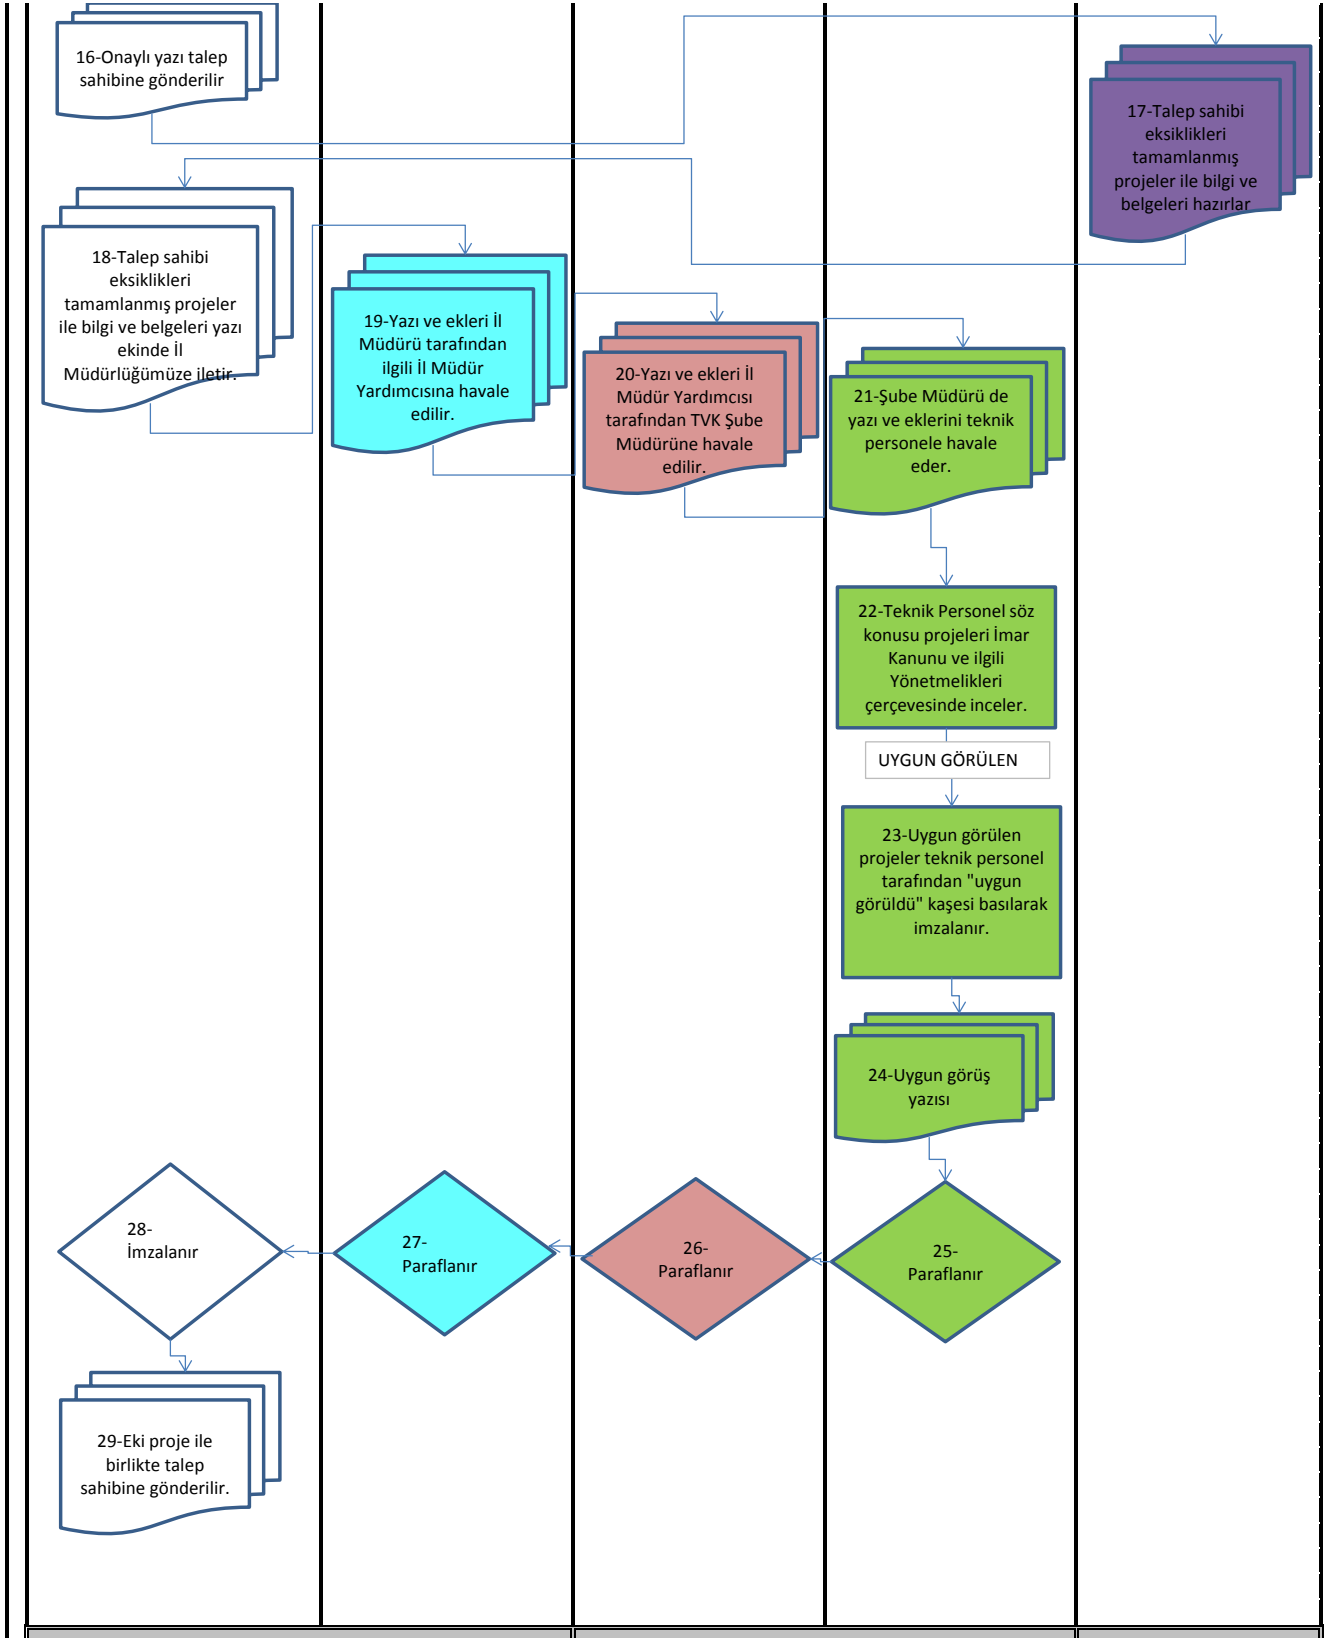 16-Onaylı yazı talep
sahibine gönderilir
17-Talep sahibi
eksiklikleri
tamamlanmış
projeler ile bilgi ve
belgeleri hazırlar
18-Talep sahibi
eksiklikleri
tamamlanmış projeler
ile bilgi ve belgeleri yazı
ekinde İl
Müdürlüğümüze iletir.
19-Yazı ve ekleri İl
Müdürü tarafından
ilgili İl Müdür
Yardımcısına havale
edilir.
20-Yazı ve ekleri İl
Müdür Yardımcısı
tarafından TVK Şube
Müdürüne havale
edilir.
21-Şube Müdürü de
yazı ve eklerini teknik
personele havale
eder.
22-Teknik Personel söz
konusu projeleri İmar
Kanunu ve ilgili
Yönetmelikleri
çerçevesinde inceler.
UYGUN GÖRÜLEN
23-Uygun görülen
projeler teknik personel
tarafından "uygun
görüldü" kaşesi basılarak
imzalanır.
24-Uygun görüş
yazısı
25-
Paraflanır
26-
Paraflanır
27-
Paraflanır
28-
İmzalanır
29-Eki proje ile
birlikte talep
sahibine gönderilir.